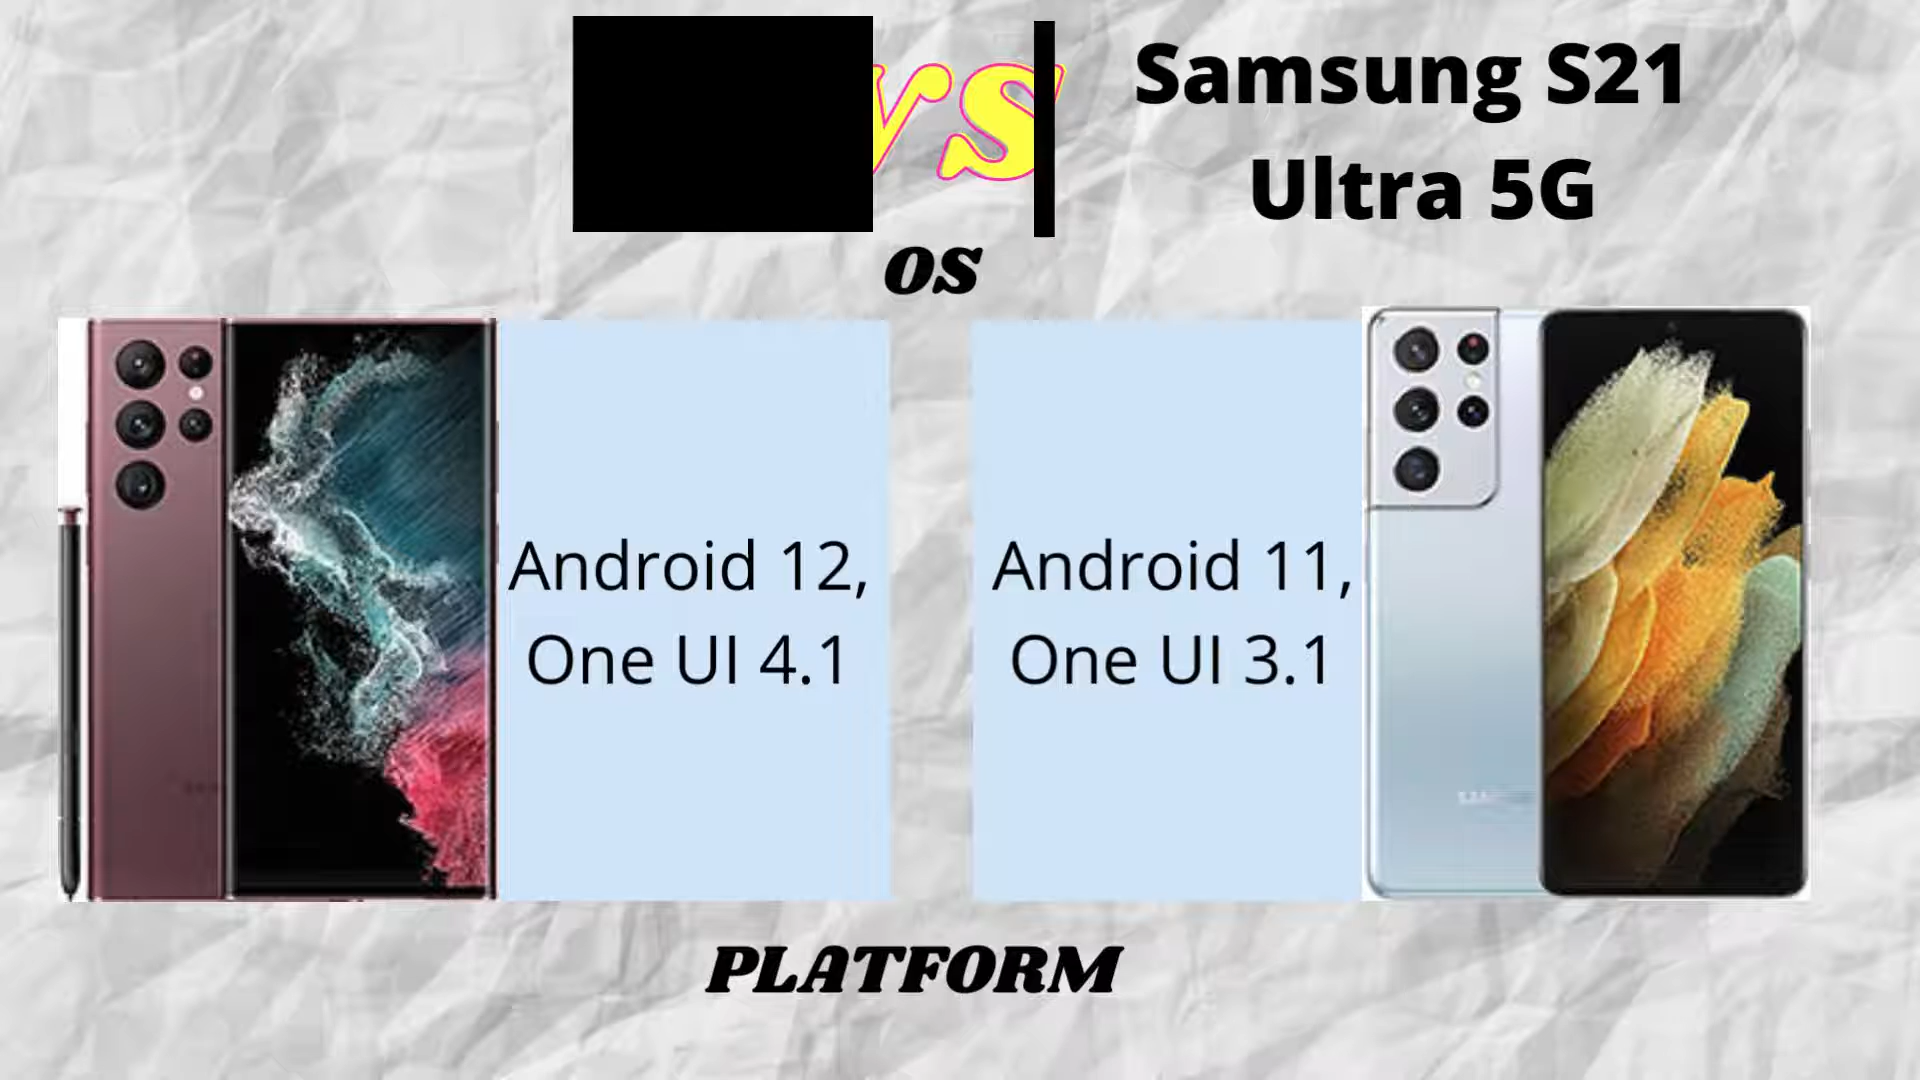 vs
Samsung S21
Ultra 5G
OS
Android 12,
One UI 4.1
Android 11,
One UI 3.1
PLATFORM